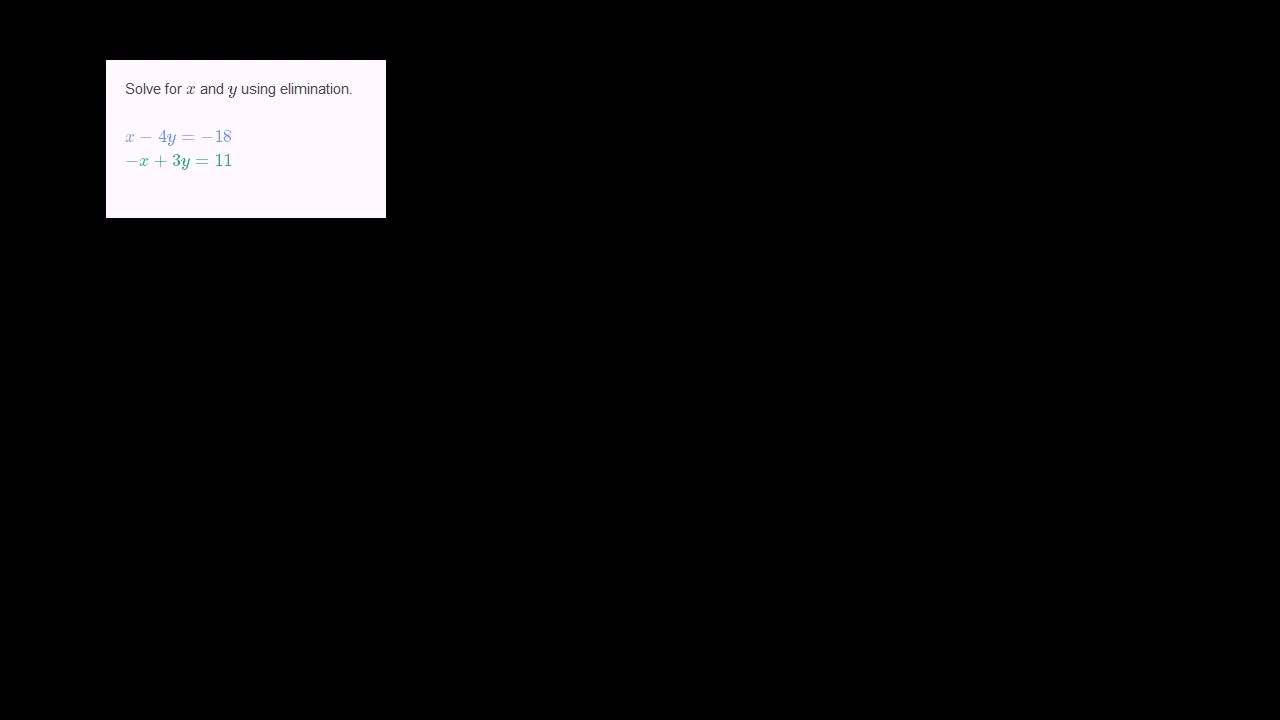 Solve for x and y using elimination.
x − 4y = −18
−x + 3y = 11